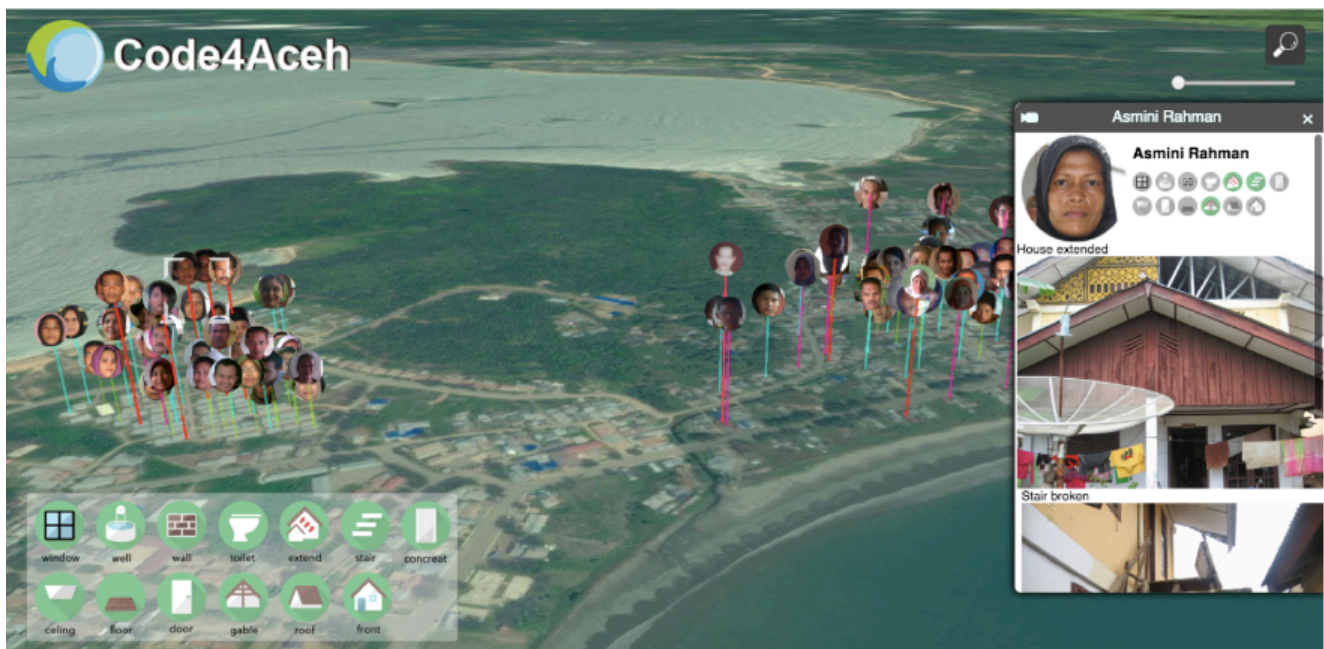 Code4Aceh
Asmini Rahman
Asmini Rahman
House extended
Stair broken
window well wall toilet extend stair concreat
celing floor door gable roof front